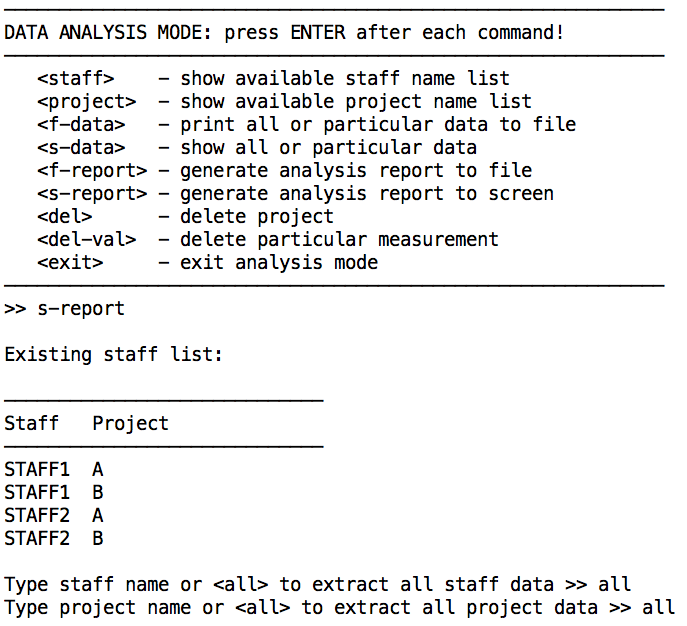 DATA ANALYSIS MODE: press ENTER after each command!
<staff> - show available staff name list
<project> - show available project name list
<f-data> - print all or particular data to file
<s-data> - show all or particular data
<f-report> - generate analysis report to file
<s-report> - generate analysis report to screen
<del> - delete project
<del-val> - delete particular measurement
<exit> - exit analysis mode
>> s-report
Existing staff list:
Staff Project
STAFF1 A
STAFF1 B
STAFF2 A
STAFF2 B
Type staff name or <all> to extract all staff data >> all
Type project name or <all> to extract all project data >> all